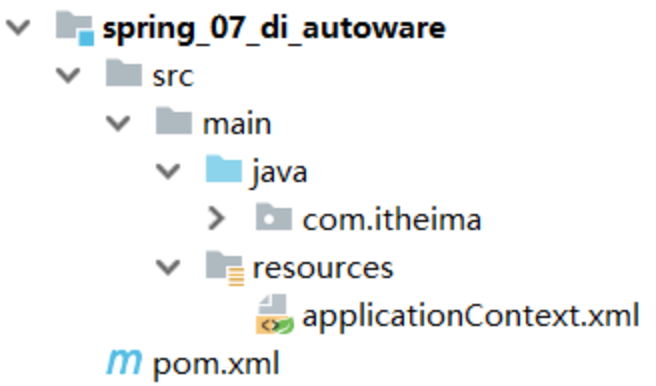 spring_07_di_autoware
src
main
java
com.itheima
resources
applicationContext.xml
pom.xml